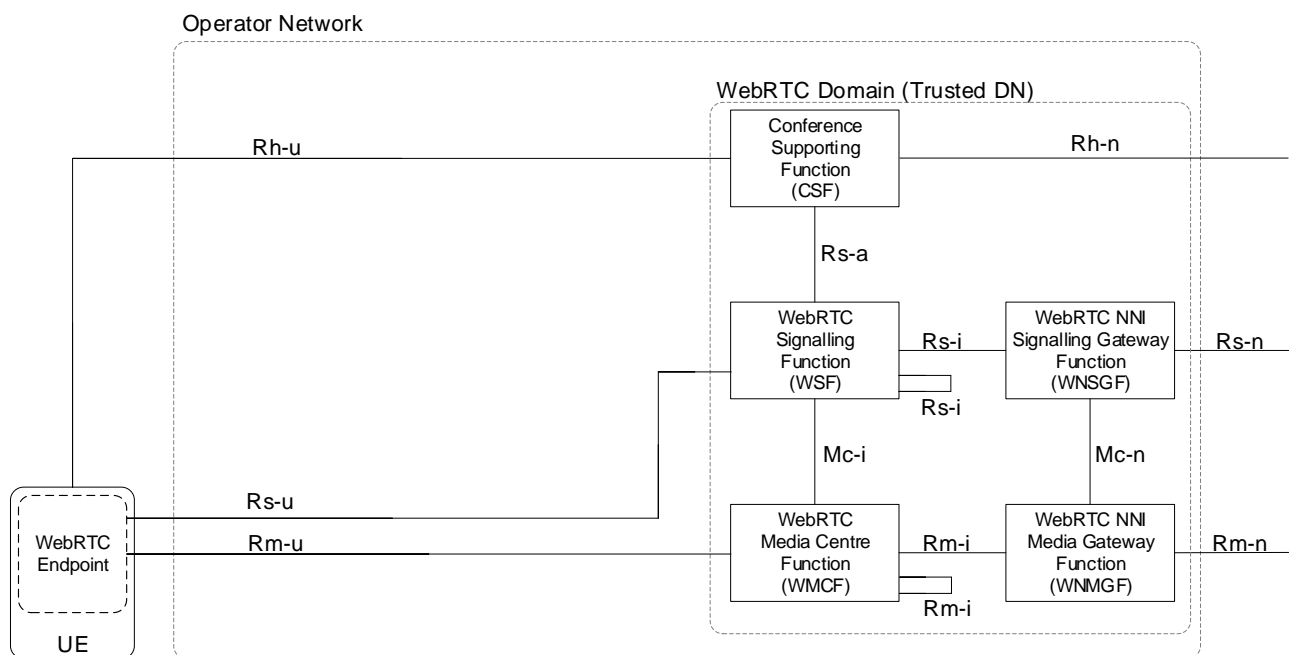 Operator Network
WebRTC Domain (Trusted DN)
Conference
Supporting
Function
(CSF)
Rh-u
Rh-n
Rs-a
WebRTC
Signalling
Function
(WSF)
Rs-i
WebRTC NNI
Signalling Gateway
Function
(WNSGF)
Rs-n
Rs-i
Mc-i
Mc-n
Rs-u
Rm-u
WebRTC
Endpoint
UE
WebRTC
Media Centre
Function
(WMCF)
Rm-i
WebRTC NNI
Media Gateway
Function
(WNMGF)
Rm-n
Rm-i